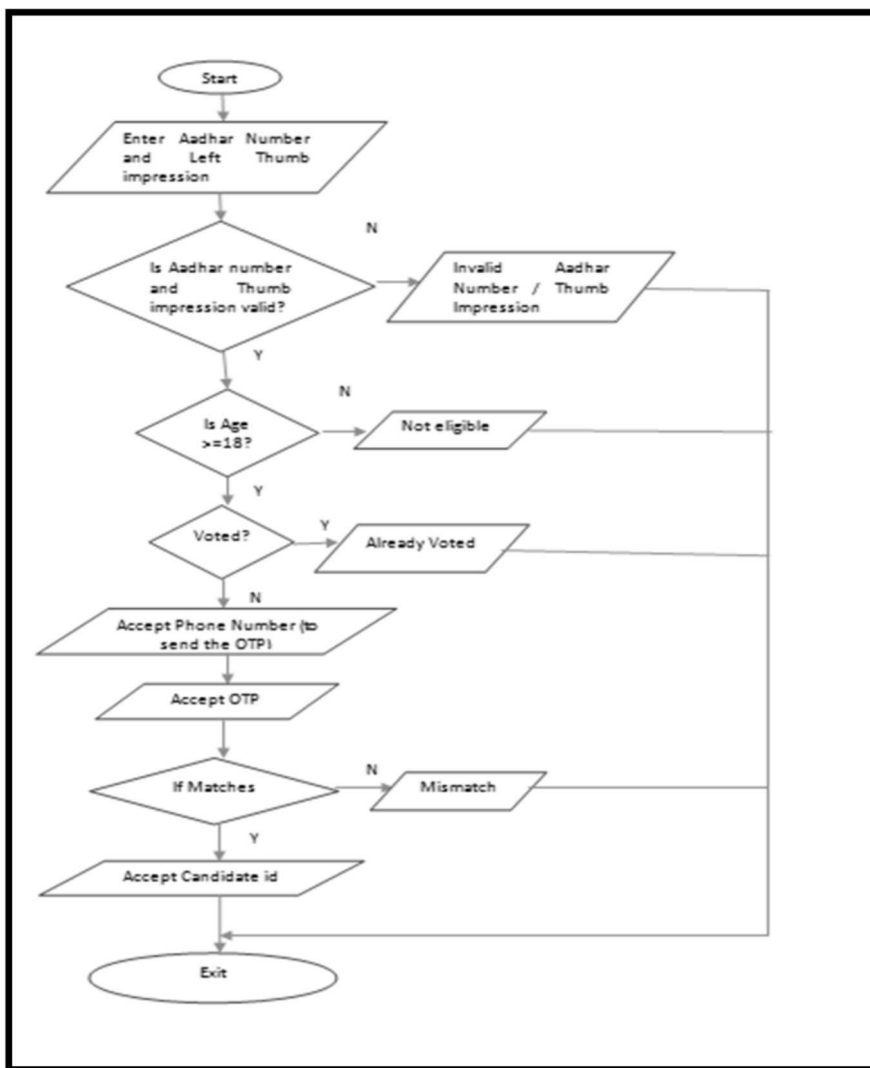 Start
Enter Aadhar Number
and Left Thumb
impression
N
Is Aadhar number
and Thumb
impression valid?
Invalid Aadhar
Number / Thumb
Impression
Y
N
Is Age
>=18?
Not eligible
Y
Voted?
Y
Already Voted
N
Accept Phone Number (to
send the OTP)
Accept OTP
If Matches
N
Mismatch
Y
Accept Candidate id
Exit